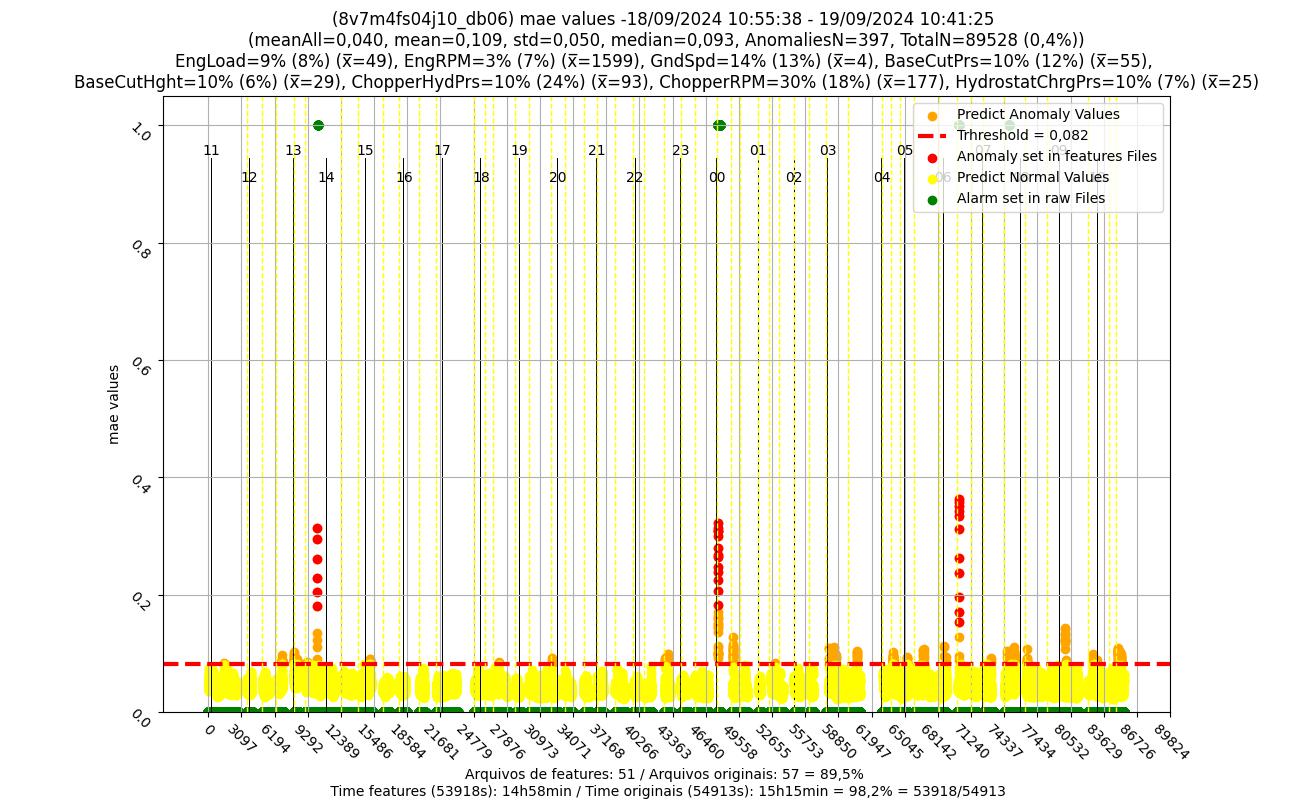 (8v7m4fs04j10_db06) mae values -18/09/2024 10:55:38 - 19/09/2024 10:41:25
(meanAll=0,040, mean=0,109, std=0,050, median=0,093, AnomaliesN=397, TotalN=89528 (0,4%))
EngLoad=9% (8%) (x̅=49), EngRPM=3% (7%) (x̅=1599), GndSpd=14% (13%) (x̅=4), BaseCutPrs=10% (12%) (x̅=55),
BaseCutHght=10% (6%) (x̅=29), ChopperHydPrs=10% (24%) (x̅=93), ChopperRPM=30% (18%) (x̅=177), HydrostatChrgPrs=10% (7%) (x̅=25)
Predict Anomaly Values
Trhreshold = 0,082
Anomaly set in features Files
Predict Normal Values
Alarm set in raw Files
11 13 15 17 19 21 23 01 03 05 07 09
12 14 16 18 20 22 00 02 04 06
mae values
1.0
0.8
0.6
0.4
0.2
0.0
0 3097 6194 9292 12389 15486 18584 21681 24779 27876 30973 34071 37168 40266 43363 46460 49558 52655 55753 58850 61947 65045 68142 71240 74337 77434 80532 83629 86726 89824
Arquivos de features: 51 / Arquivos originais: 57 = 89,5%
Time features (53918s): 14h58min / Time originais (54913s): 15h15min = 98,2% = 53918/54913